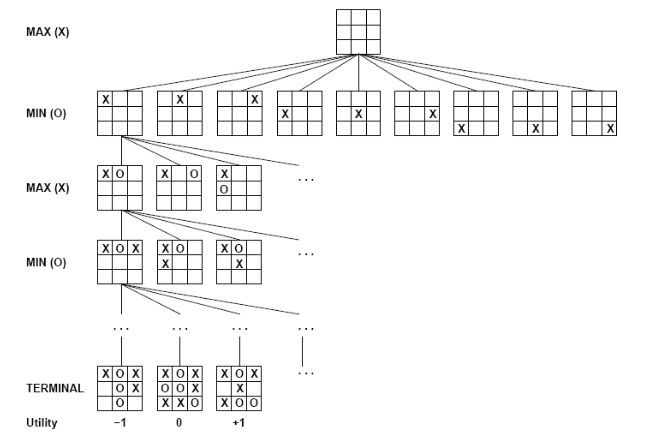 MAX (X)
MIN (O) X X X X X X X X X
MAX (X) X O X O X O ...
MIN (O) X O X X O X X O X ...
... ... ... ...
X O X X O X X O X ...
TERMINAL O X O O X X
O X X O X O O
Utility −1 0 +1